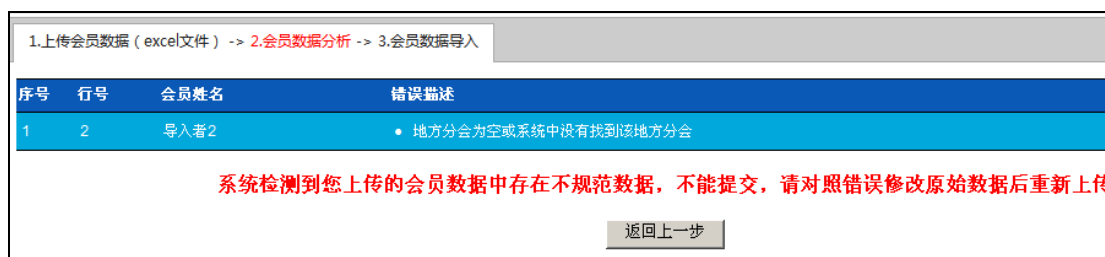 1.上传会员数据（excel文件） -> 2.会员数据分析 -> 3.会员数据导入
序号 行号 会员姓名 错误描述
1 2 导入者2 • 地方分会为空或系统中没有找到该地方分会
系统检测到您上传的会员数据中存在不规范数据，不能提交，请对照错误修改原始数据后重新上
返回上一步